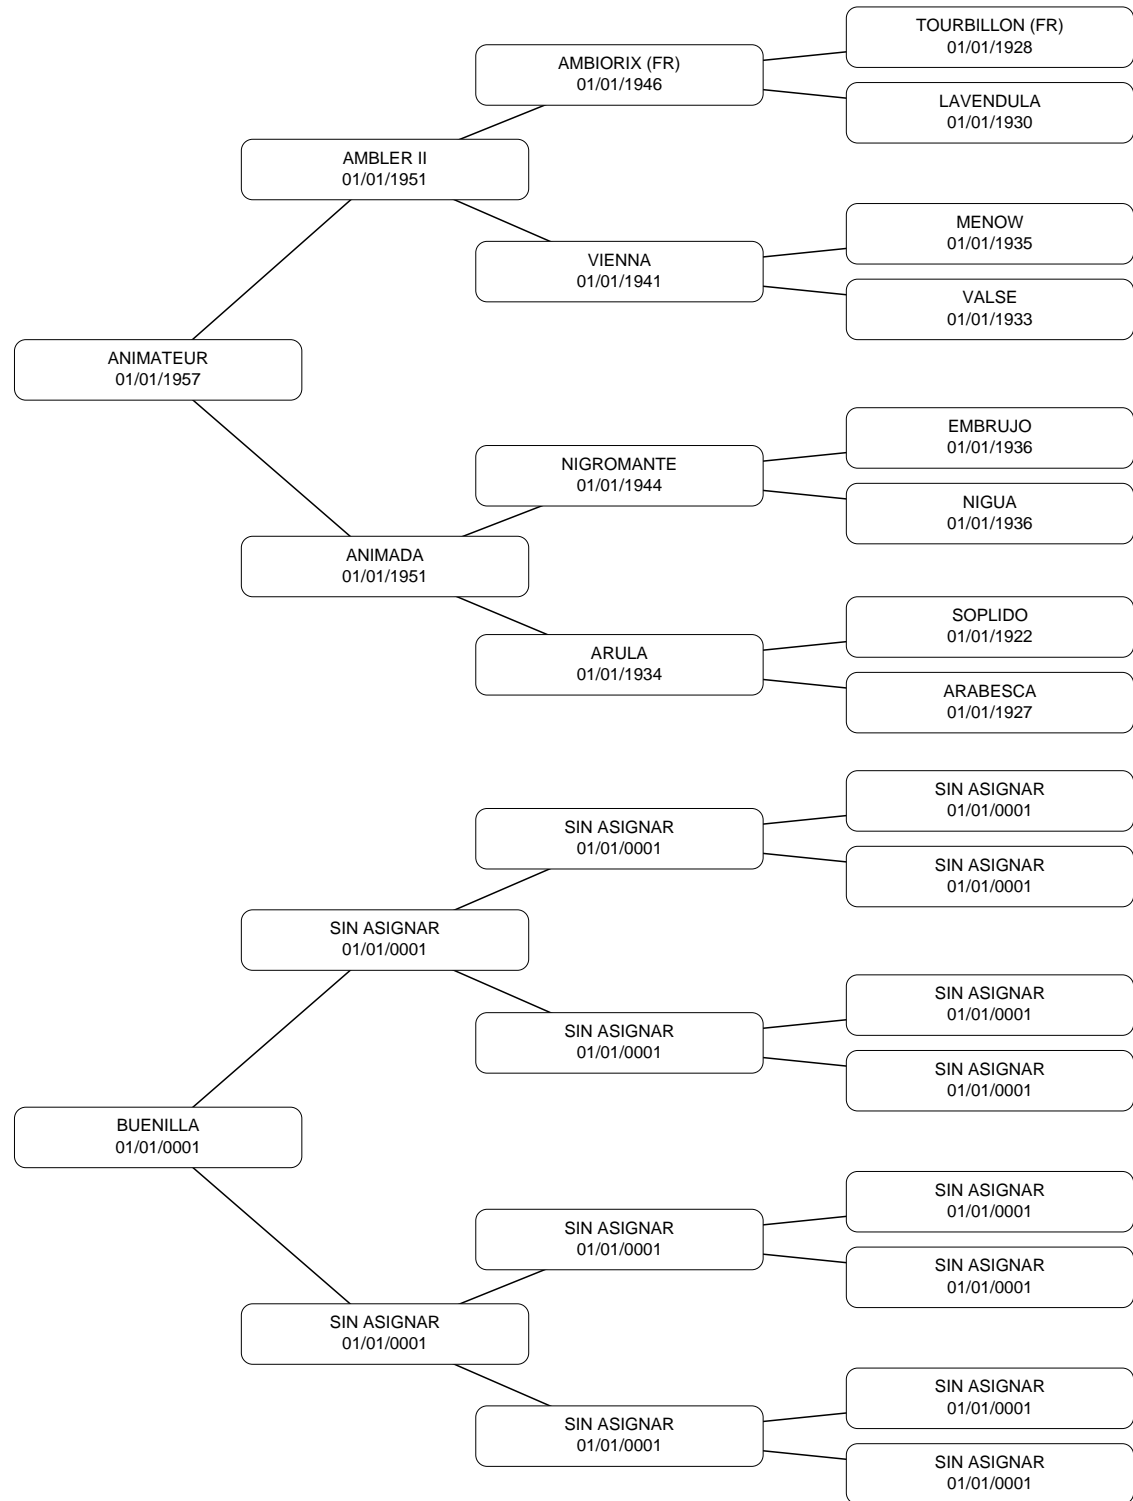 TOURBILLON (FR)
01/01/1928
AMBIORIX (FR)
01/01/1946
LAVENDULA
01/01/1930
AMBLER II
01/01/1951
MENOW
01/01/1935
VIENNA
01/01/1941
VALSE
01/01/1933
ANIMATEUR
01/01/1957
EMBRUJO
01/01/1936
NIGROMANTE
01/01/1944
NIGUA
01/01/1936
ANIMADA
01/01/1951
SOPLIDO
01/01/1922
ARULA
01/01/1934
ARABESCA
01/01/1927
SIN ASIGNAR
01/01/0001
SIN ASIGNAR
01/01/0001
SIN ASIGNAR
01/01/0001
SIN ASIGNAR
01/01/0001
SIN ASIGNAR
01/01/0001
SIN ASIGNAR
01/01/0001
SIN ASIGNAR
01/01/0001
BUENILLA
01/01/0001
SIN ASIGNAR
01/01/0001
SIN ASIGNAR
01/01/0001
SIN ASIGNAR
01/01/0001
SIN ASIGNAR
01/01/0001
SIN ASIGNAR
01/01/0001
SIN ASIGNAR
01/01/0001
SIN ASIGNAR
01/01/0001